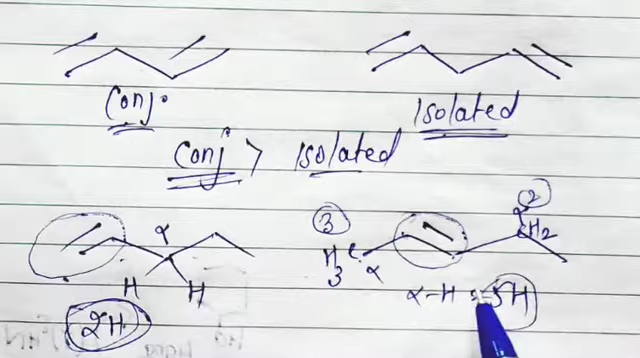 Conj.
Isolated
Conj > Isolated
α
H H
2H
3
H3C
α
2
α
CH2
α-H = 5H